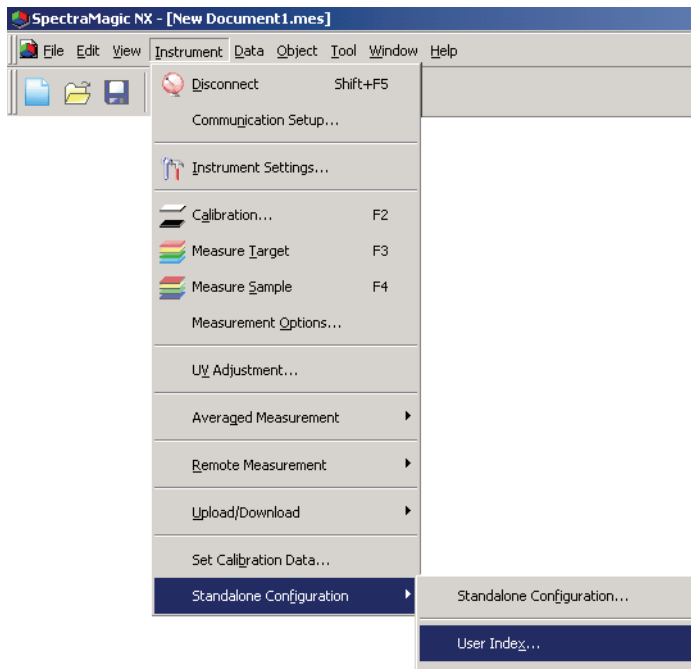 SpectraMagic NX - [New Document1.mes]
File Edit View Instrument Data Object Tool Window Help
Disconnect Shift+F5
Communication Setup...
Instrument Settings...
Calibration... F2
Measure Target F3
Measure Sample F4
Measurement Options...
UV Adjustment...
Averaged Measurement
Remote Measurement
Upload/Download
Set Calibration Data...
Standalone Configuration
Standalone Configuration...
User Index...